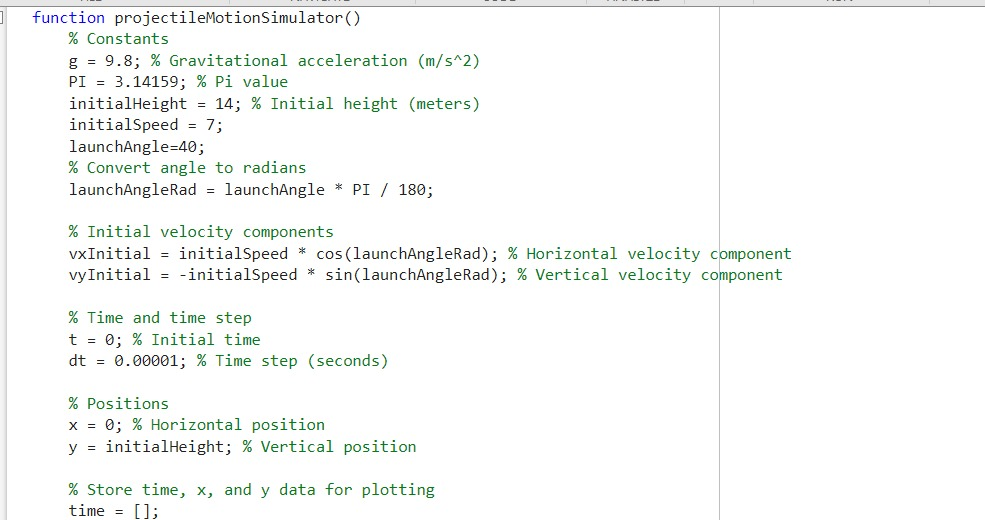 function projectileMotionSimulator()
% Constants
g = 9.8; % Gravitational acceleration (m/s^2)
PI = 3.14159; % Pi value
initialHeight = 14; % Initial height (meters)
initialSpeed = 7;
launchAngle=40;
% Convert angle to radians
launchAngleRad = launchAngle * PI / 180;
% Initial velocity components
vxInitial = initialSpeed * cos(launchAngleRad); % Horizontal velocity component
vyInitial = -initialSpeed * sin(launchAngleRad); % Vertical velocity component
% Time and time step
t = 0; % Initial time
dt = 0.00001; % Time step (seconds)
% Positions
x = 0; % Horizontal position
y = initialHeight; % Vertical position
% Store time, x, and y data for plotting
time = [];